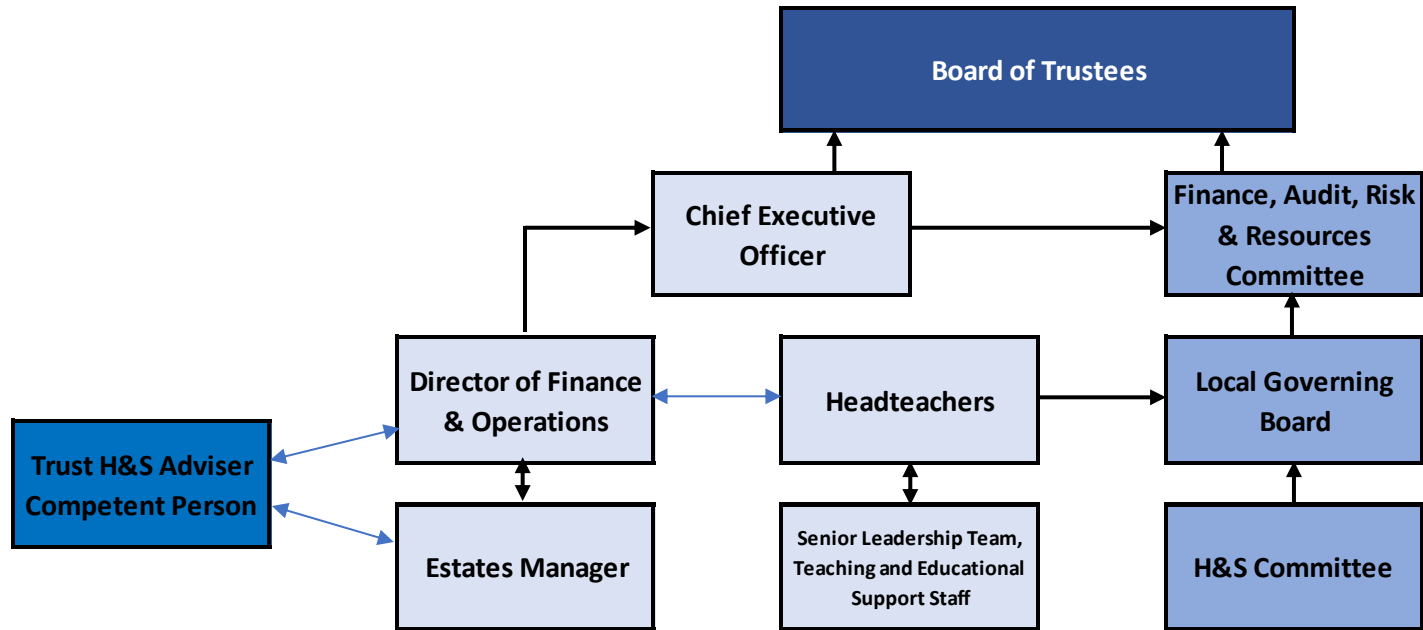 Board of Trustees
Chief Executive
Officer
Finance, Audit, Risk
& Resources
Committee
Director of Finance
& Operations
Headteachers
Local Governing
Board
Trust H&S Adviser
Competent Person
Estates Manager
Senior Leadership Team,
Teaching and Educational
Support Staff
H&S Committee